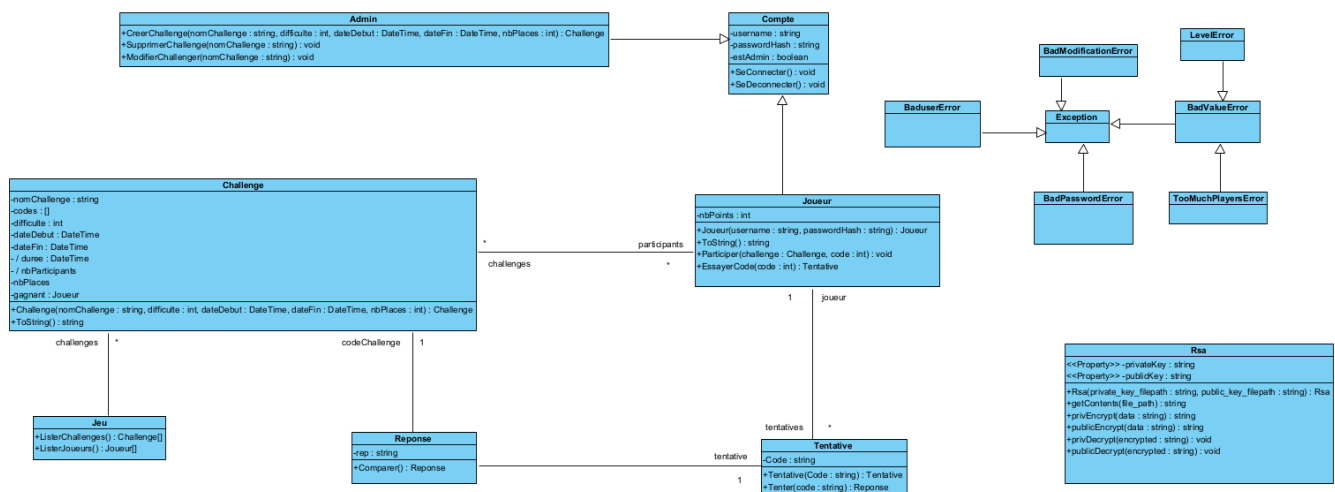 Admin
+CreerChallenge(nomChallenge : string, difficulte : int, dateDebut : DateTime, dateFin : DateTime, nbPlaces : int) : Challenge
+SupprimerChallenge(nomChallenge : string) : void
+ModifierChallenger(nomChallenge : string) : void
Compte
-username : string
-passwordHash : string
-estAdmin : boolean
+SeConnecter() : void
+SeDeconnecter() : void
BadModificationError
LevelError
BaduserError
Exception
BadValueError
BadPasswordError
TooMuchPlayersError
Challenge
-nomChallenge : string
-codes : []
-difficulte : int
-dateDebut : DateTime
-dateFin : DateTime
- / duree : DateTime
- / nbParticipants
-nbPlaces
-gagnant : Joueur
+Challenge(nomChallenge : string, difficulte : int, dateDebut : DateTime, dateFin : DateTime, nbPlaces : int) : Challenge
+ToString() : string
* participants
challenges *
Joueur
-nbPoints : int
+Joueur(username : string, passwordHash : string) : Joueur
+ToString() : string
+Participer(challenge : Challenge, code : int) : void
+EssayerCode(code : int) : Tentative
1 joueur
challenges *
codeChallenge 1
Jeu
+ListerChallenges() : Challenge[]
+ListerJoueurs() : Joueur[]
Reponse
-rep : string
+Comparer() : Reponse
tentatives *
tentative
1
Tentative
-Code : string
+Tentative(Code : string) : Tentative
+Tenter(code : string) : Reponse
Rsa
<<Property>> -privateKey : string
<<Property>> -publicKey : string
+Rsa(private_key_filepath : string, public_key_filepath : string) : Rsa
+getContents(file_path) : string
+privEncrypt(data : string) : string
+publicEncrypt(data : string) : string
+privDecrypt(encrypted : string) : void
+publicDecrypt(encrypted : string) : void